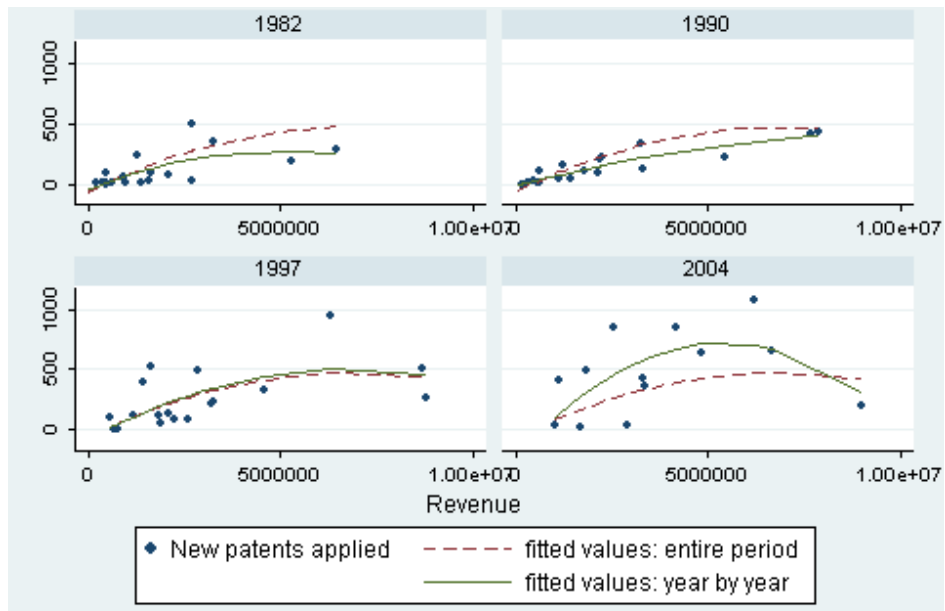 1982
1990
0 500 1000
0 5000000 1.00e+07
0 5000000 1.00e+07
1997
2004
0 500 1000
0 5000000 1.00e+07
0 5000000 1.00e+07
Revenue
New patents applied
fitted values: entire period
fitted values: year by year